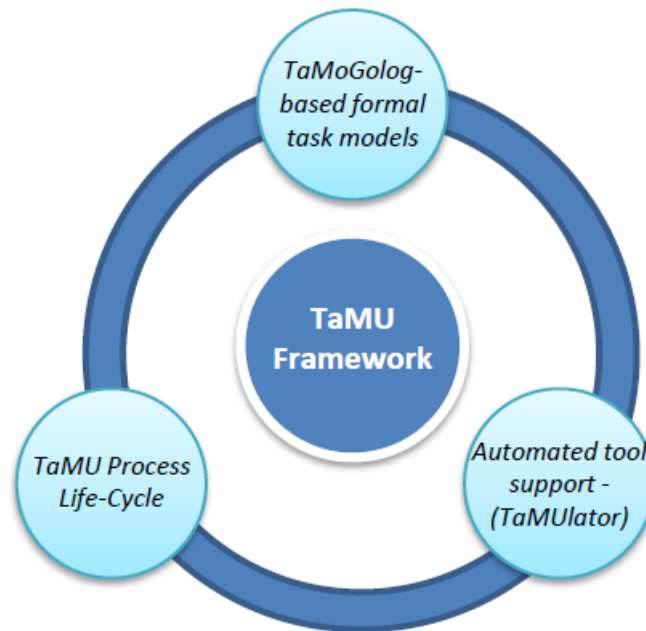 TaMoGolog-
based formal
task models
TaMU
Framework
TaMU Process
Life-Cycle
Automated tool
support -
(TaMUlator)